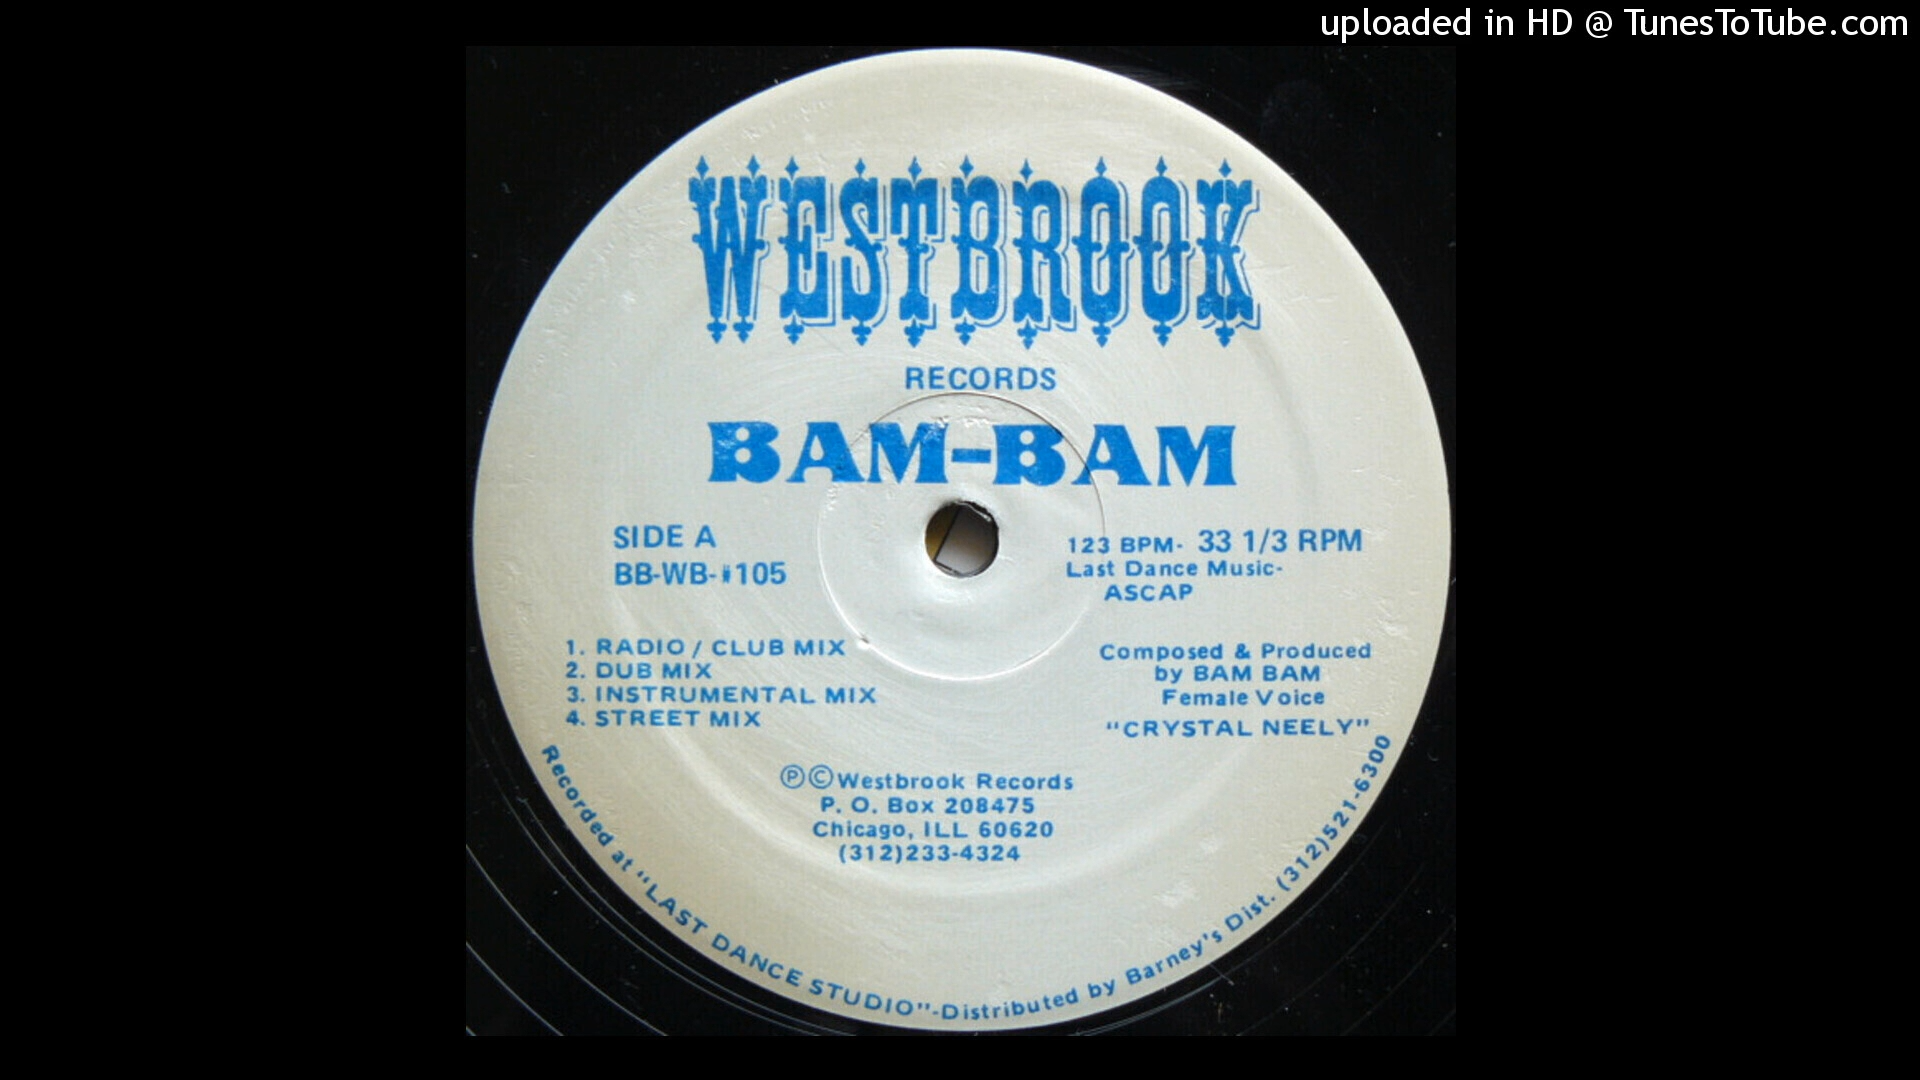 uploaded in HD @ TunesToTube.com
WESTBROOK
RECORDS
BAM-BAM
SIDE A
BB-WB-#105
123 BPM- 33 1/3 RPM
Last Dance Music-
ASCAP
1. RADIO / CLUB MIX
2. DUB MIX
3. INSTRUMENTAL MIX
4. STREET MIX
Composed & Produced
by BAM BAM
Female Voice
"CRYSTAL NEELY"
ⓅⒸWestbrook Records
P. O. Box 208475
Chicago, ILL 60620
(312)233-4324
Recorded at "LAST DANCE STUDIO"-Distributed by Barney's Dist. (312)521-6300